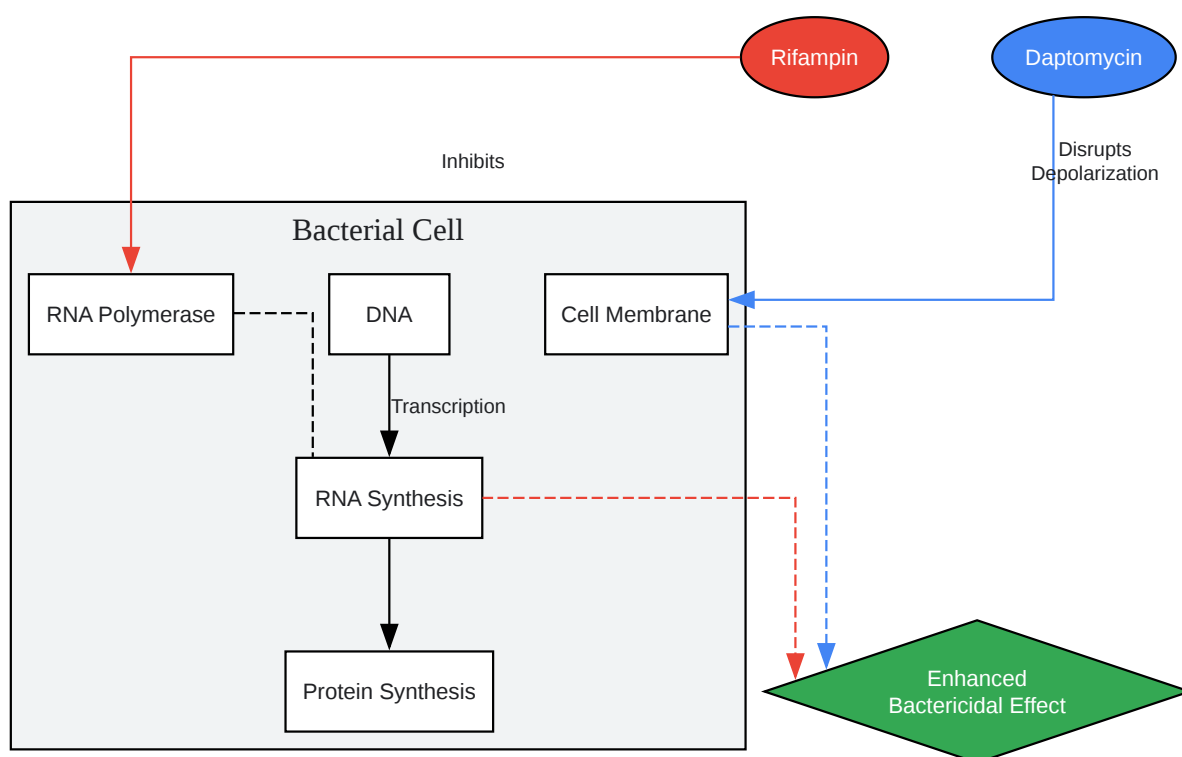 Rifampin
Daptomycin
Inhibits
Disrupts
Depolarization
Bacterial Cell
RNA Polymerase
DNA
Cell Membrane
Transcription
RNA Synthesis
Protein Synthesis
Enhanced
Bactericidal Effect